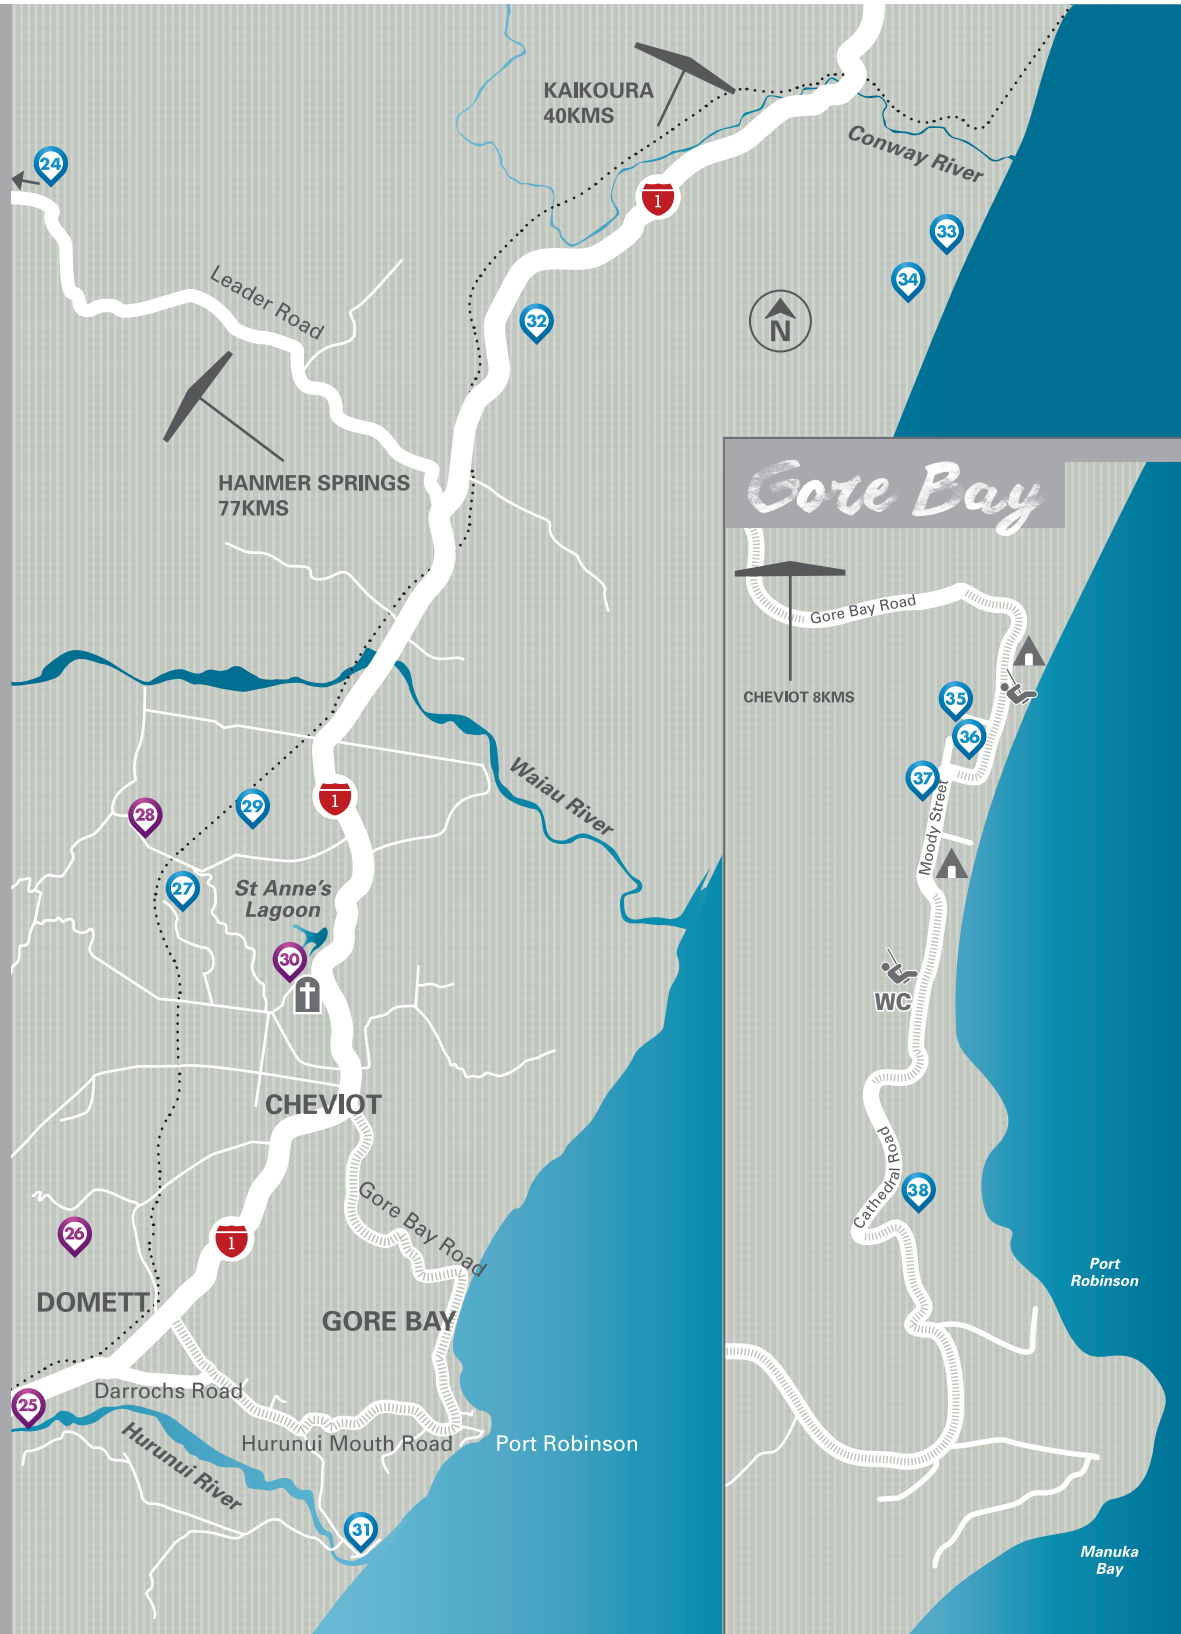 KAIKOURA
40KMS
Conway River
24
1
33
34
Leader Road
32
N
HANMER SPRINGS
77KMS
Gore Bay
Gore Bay Road
CHEVIOT 8KMS
35
36
37
Moody Street
Waiau River
1
28
29
27
St Anne's
Lagoon
30
WC
CHEVIOT
Cathedral Road
38
Gore Bay Road
26
1
Port
Robinson
DOMETT
GORE BAY
Darrochs Road
25
Hurunui River
Hurunui Mouth Road
Port Robinson
31
Manuka
Bay